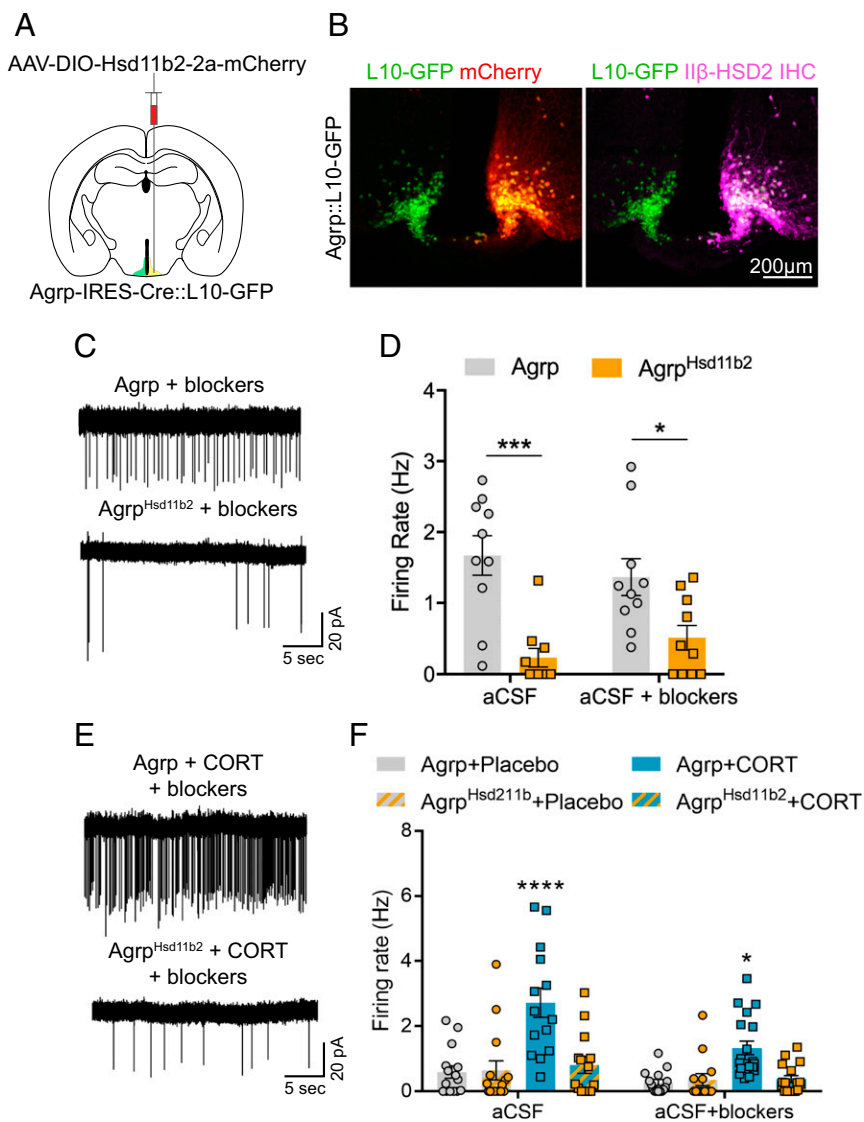 A
AAV-DIO-Hsd11b2-2a-mCherry
Agrp-IRES-Cre::L10-GFP
B
L10-GFP mCherry
L10-GFP IIβ-HSD2 IHC
Agrp::L10-GFP
200μm
C
Agrp + blockers
AgrpHsd11b2 + blockers
5 sec
20 pA
D
Agrp
AgrpHsd11b2
Firing Rate (Hz)
4
3
2
1
0
***
*
aCSF
aCSF + blockers
E
Agrp + CORT
+ blockers
AgrpHsd11b2 + CORT
+ blockers
5 sec
20 pA
F
Agrp+Placebo
Agrp+CORT
AgrpHsd211b+Placebo
AgrpHsd11b2+CORT
Firing rate (Hz)
8
6
4
2
0
****
*
aCSF
aCSF+blockers